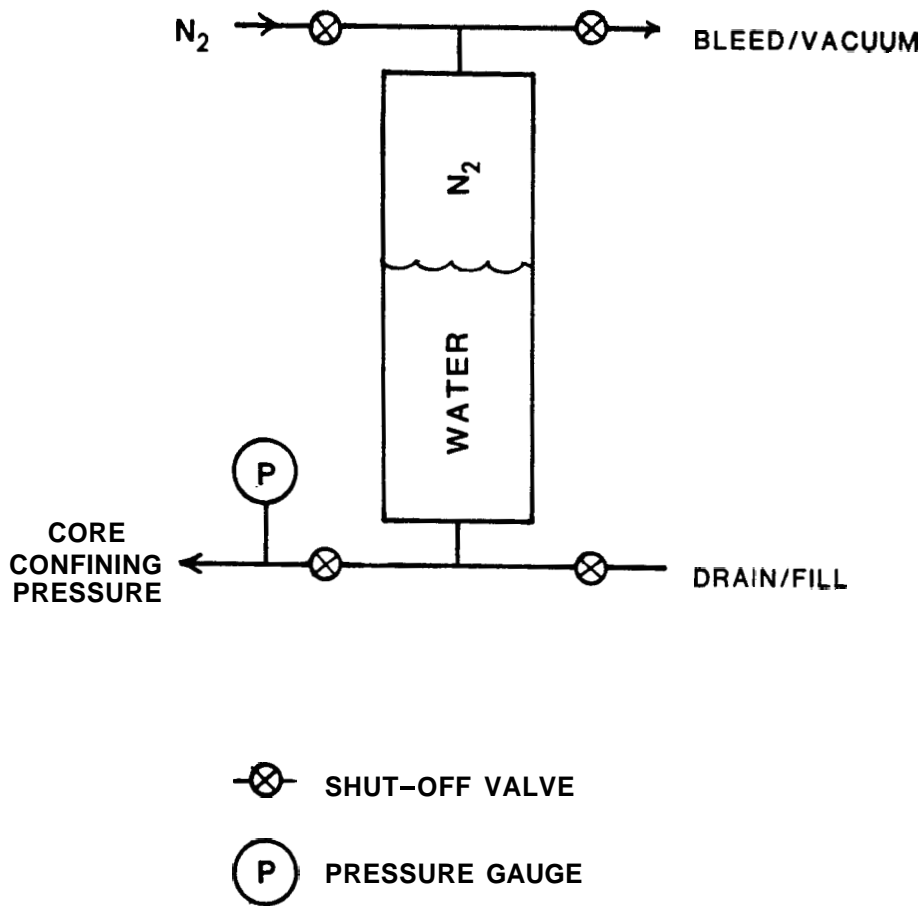 N2
BLEED/VACUUM
N2
WATER
P
CORE
CONFINING
PRESSURE
DRAIN/FILL
SHUT-OFF VALVE
P
PRESSURE GAUGE